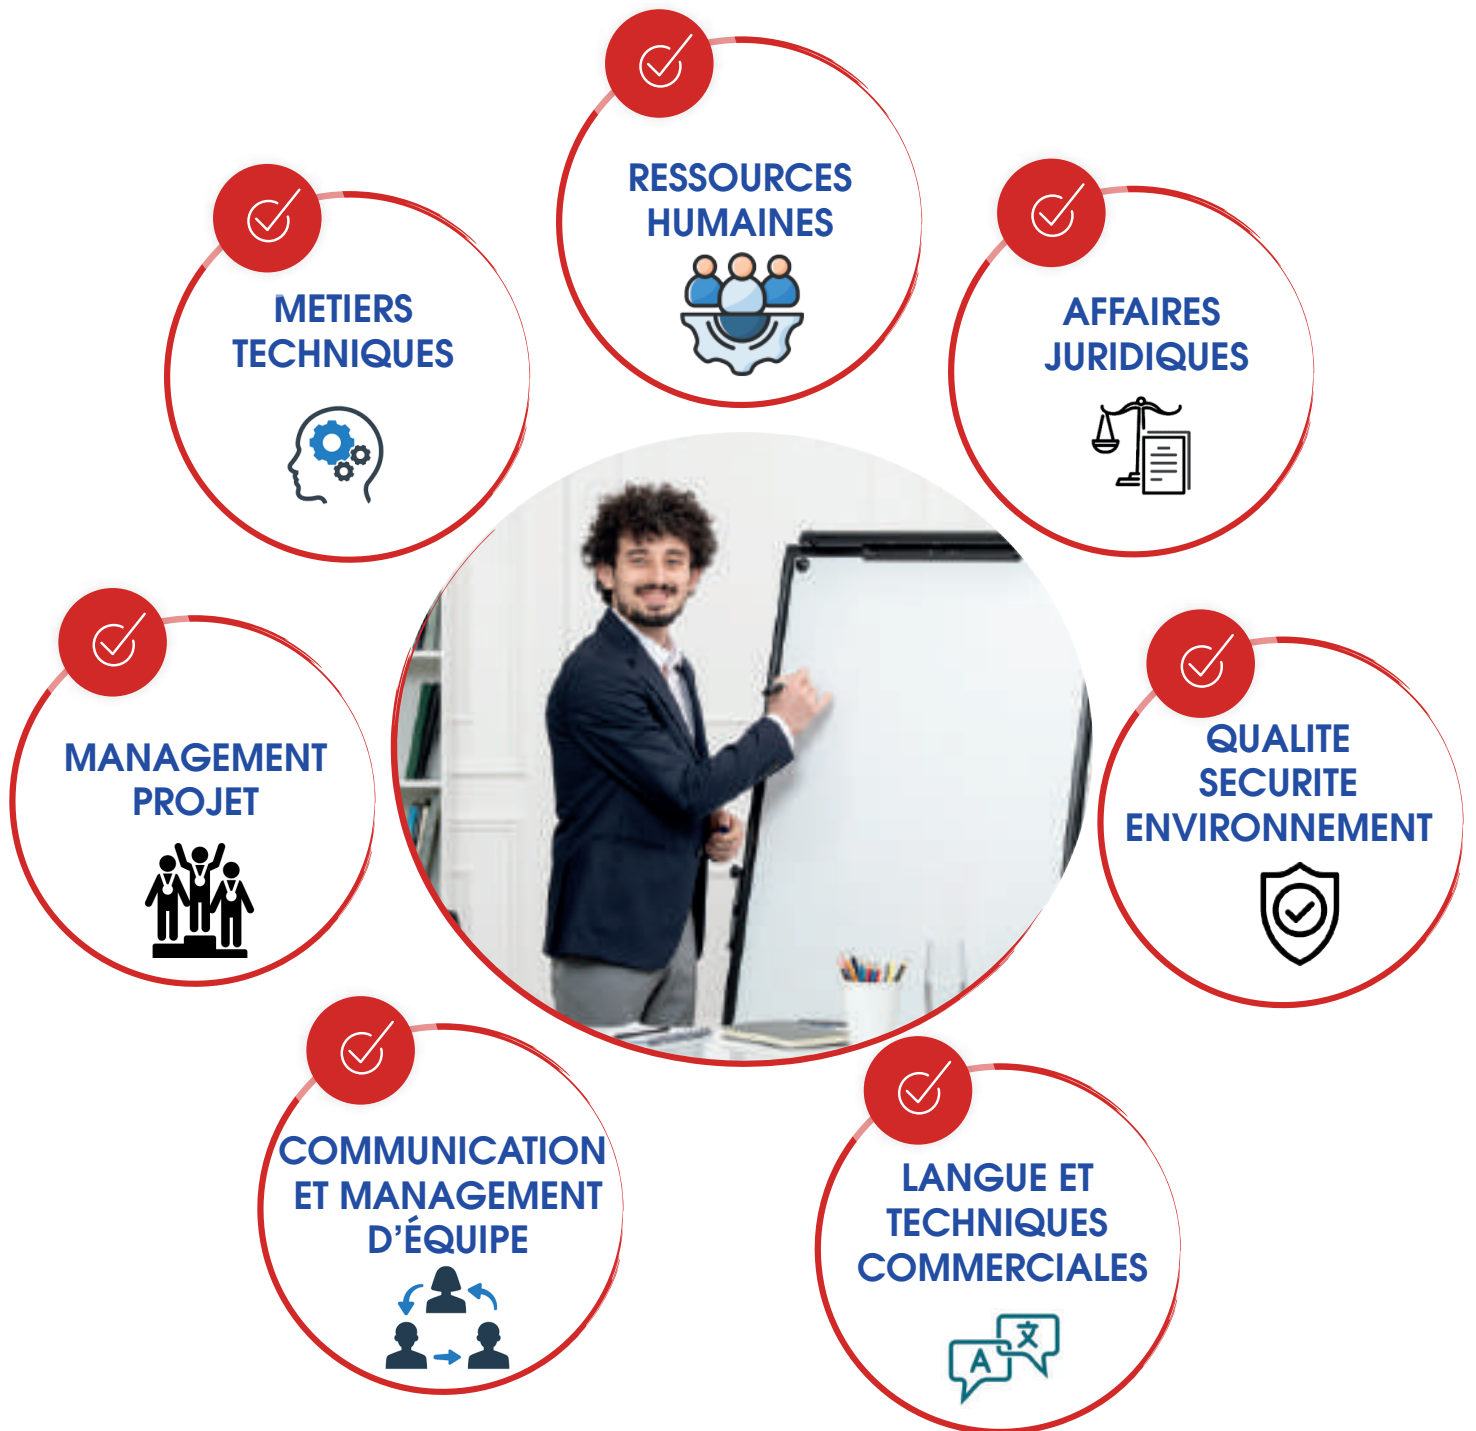 RESSOURCES
HUMAINES
METIERS
TECHNIQUES
AFFAIRES
JURIDIQUES
MANAGEMENT
PROJET
QUALITE
SECURITE
ENVIRONNEMENT
COMMUNICATION
ET MANAGEMENT
D'ÉQUIPE
LANGUE ET
TECHNIQUES
COMMERCIALES
A
文